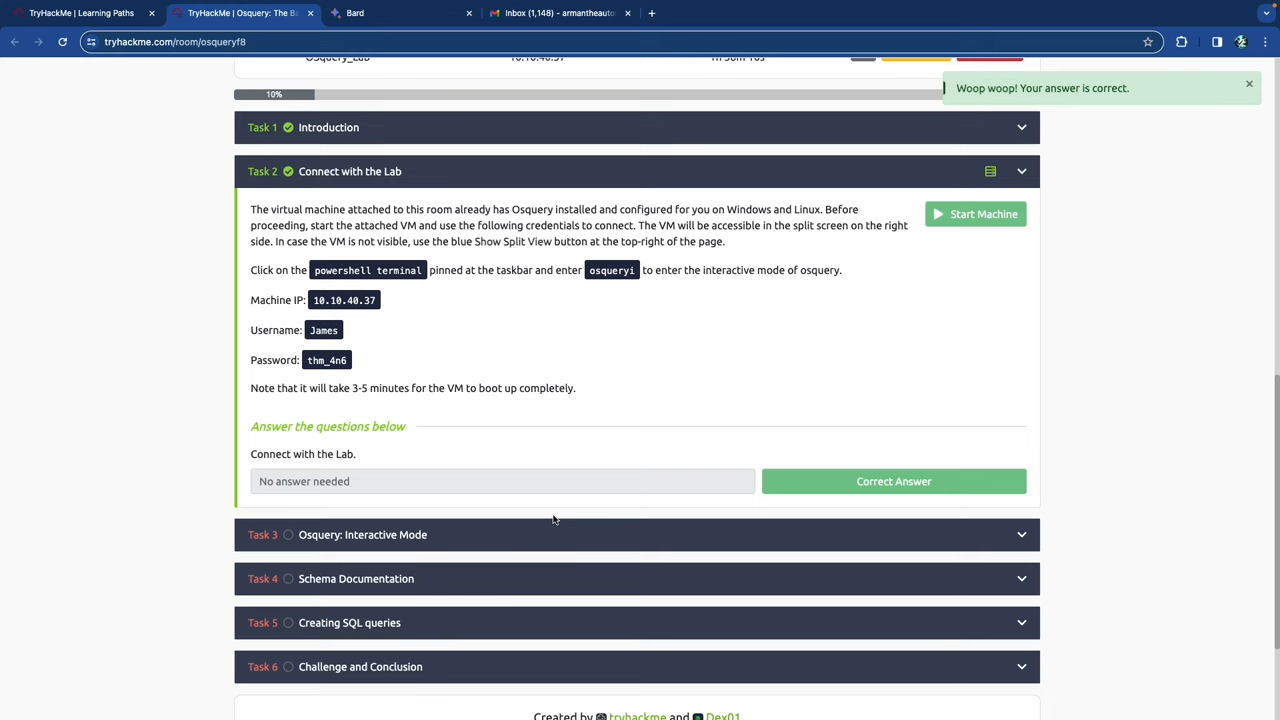 TryHackMe | Learning Paths
TryHackMe | Osquery: The Ba
Bard
Inbox (1,148) - armantheauto
tryhackme.com/room/osqueryf8
Osquery_Lab 10.10.40.37 1h 58m 16s
10%
Woop woop! Your answer is correct.
Task 1 Introduction
Task 2 Connect with the Lab
The virtual machine attached to this room already has Osquery installed and configured for you on Windows and Linux. Before
proceeding, start the attached VM and use the following credentials to connect. The VM will be accessible in the split screen on the right
side. In case the VM is not visible, use the blue Show Split View button at the top-right of the page.
Start Machine
Click on the powershell terminal pinned at the taskbar and enter osqueryi to enter the interactive mode of osquery.
Machine IP: 10.10.40.37
Username: James
Password: thm_4n6
Note that it will take 3-5 minutes for the VM to boot up completely.
Answer the questions below
Connect with the Lab.
No answer needed
Correct Answer
Task 3 Osquery: Interactive Mode
Task 4 Schema Documentation
Task 5 Creating SQL queries
Task 6 Challenge and Conclusion
Created by tryhackme and Dex01